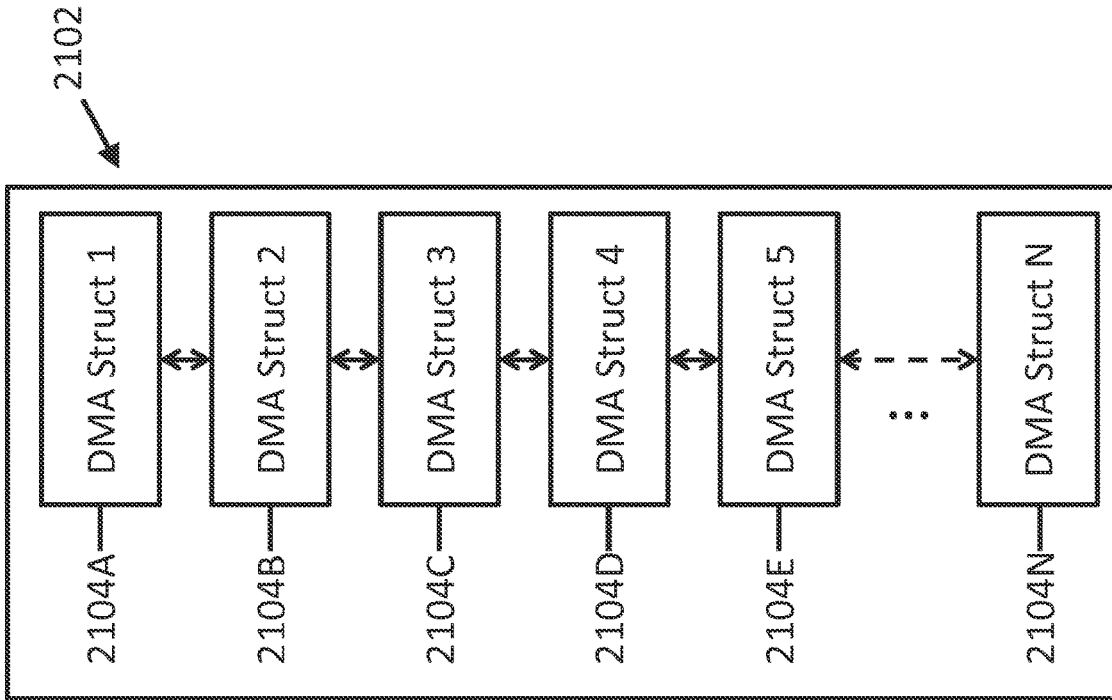 2102
2104A
DMA Struct 1
2104B
DMA Struct 2
2104C
DMA Struct 3
2104D
DMA Struct 4
2104E
DMA Struct 5
...
2104N
DMA Struct N